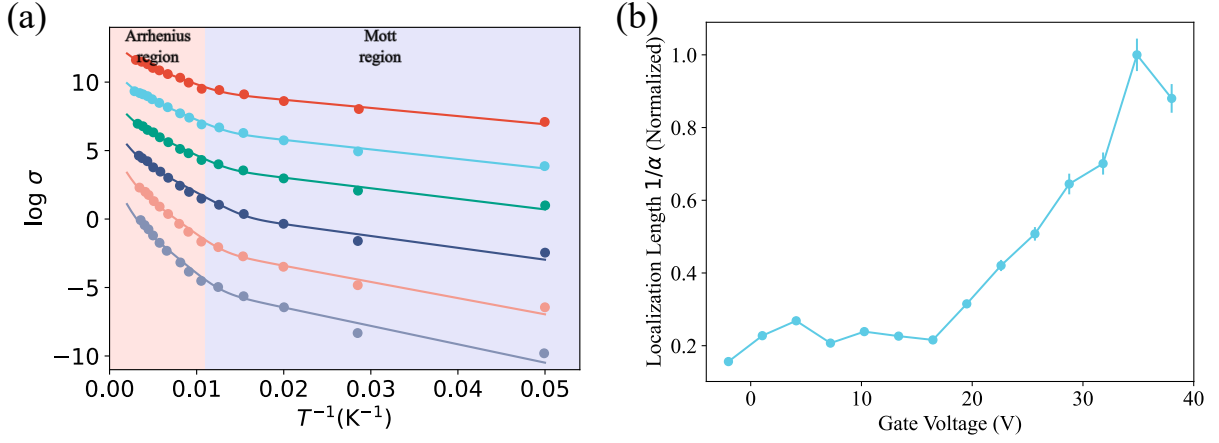 (a)
Arrhenius
region
Mott
region
log σ
10
5
0
−5
−10
0.00 0.01 0.02 0.03 0.04 0.05
T⁻¹(K⁻¹)
(b)
Localization Length 1/α (Normalized)
1.0
0.8
0.6
0.4
0.2
0 10 20 30 40
Gate Voltage (V)